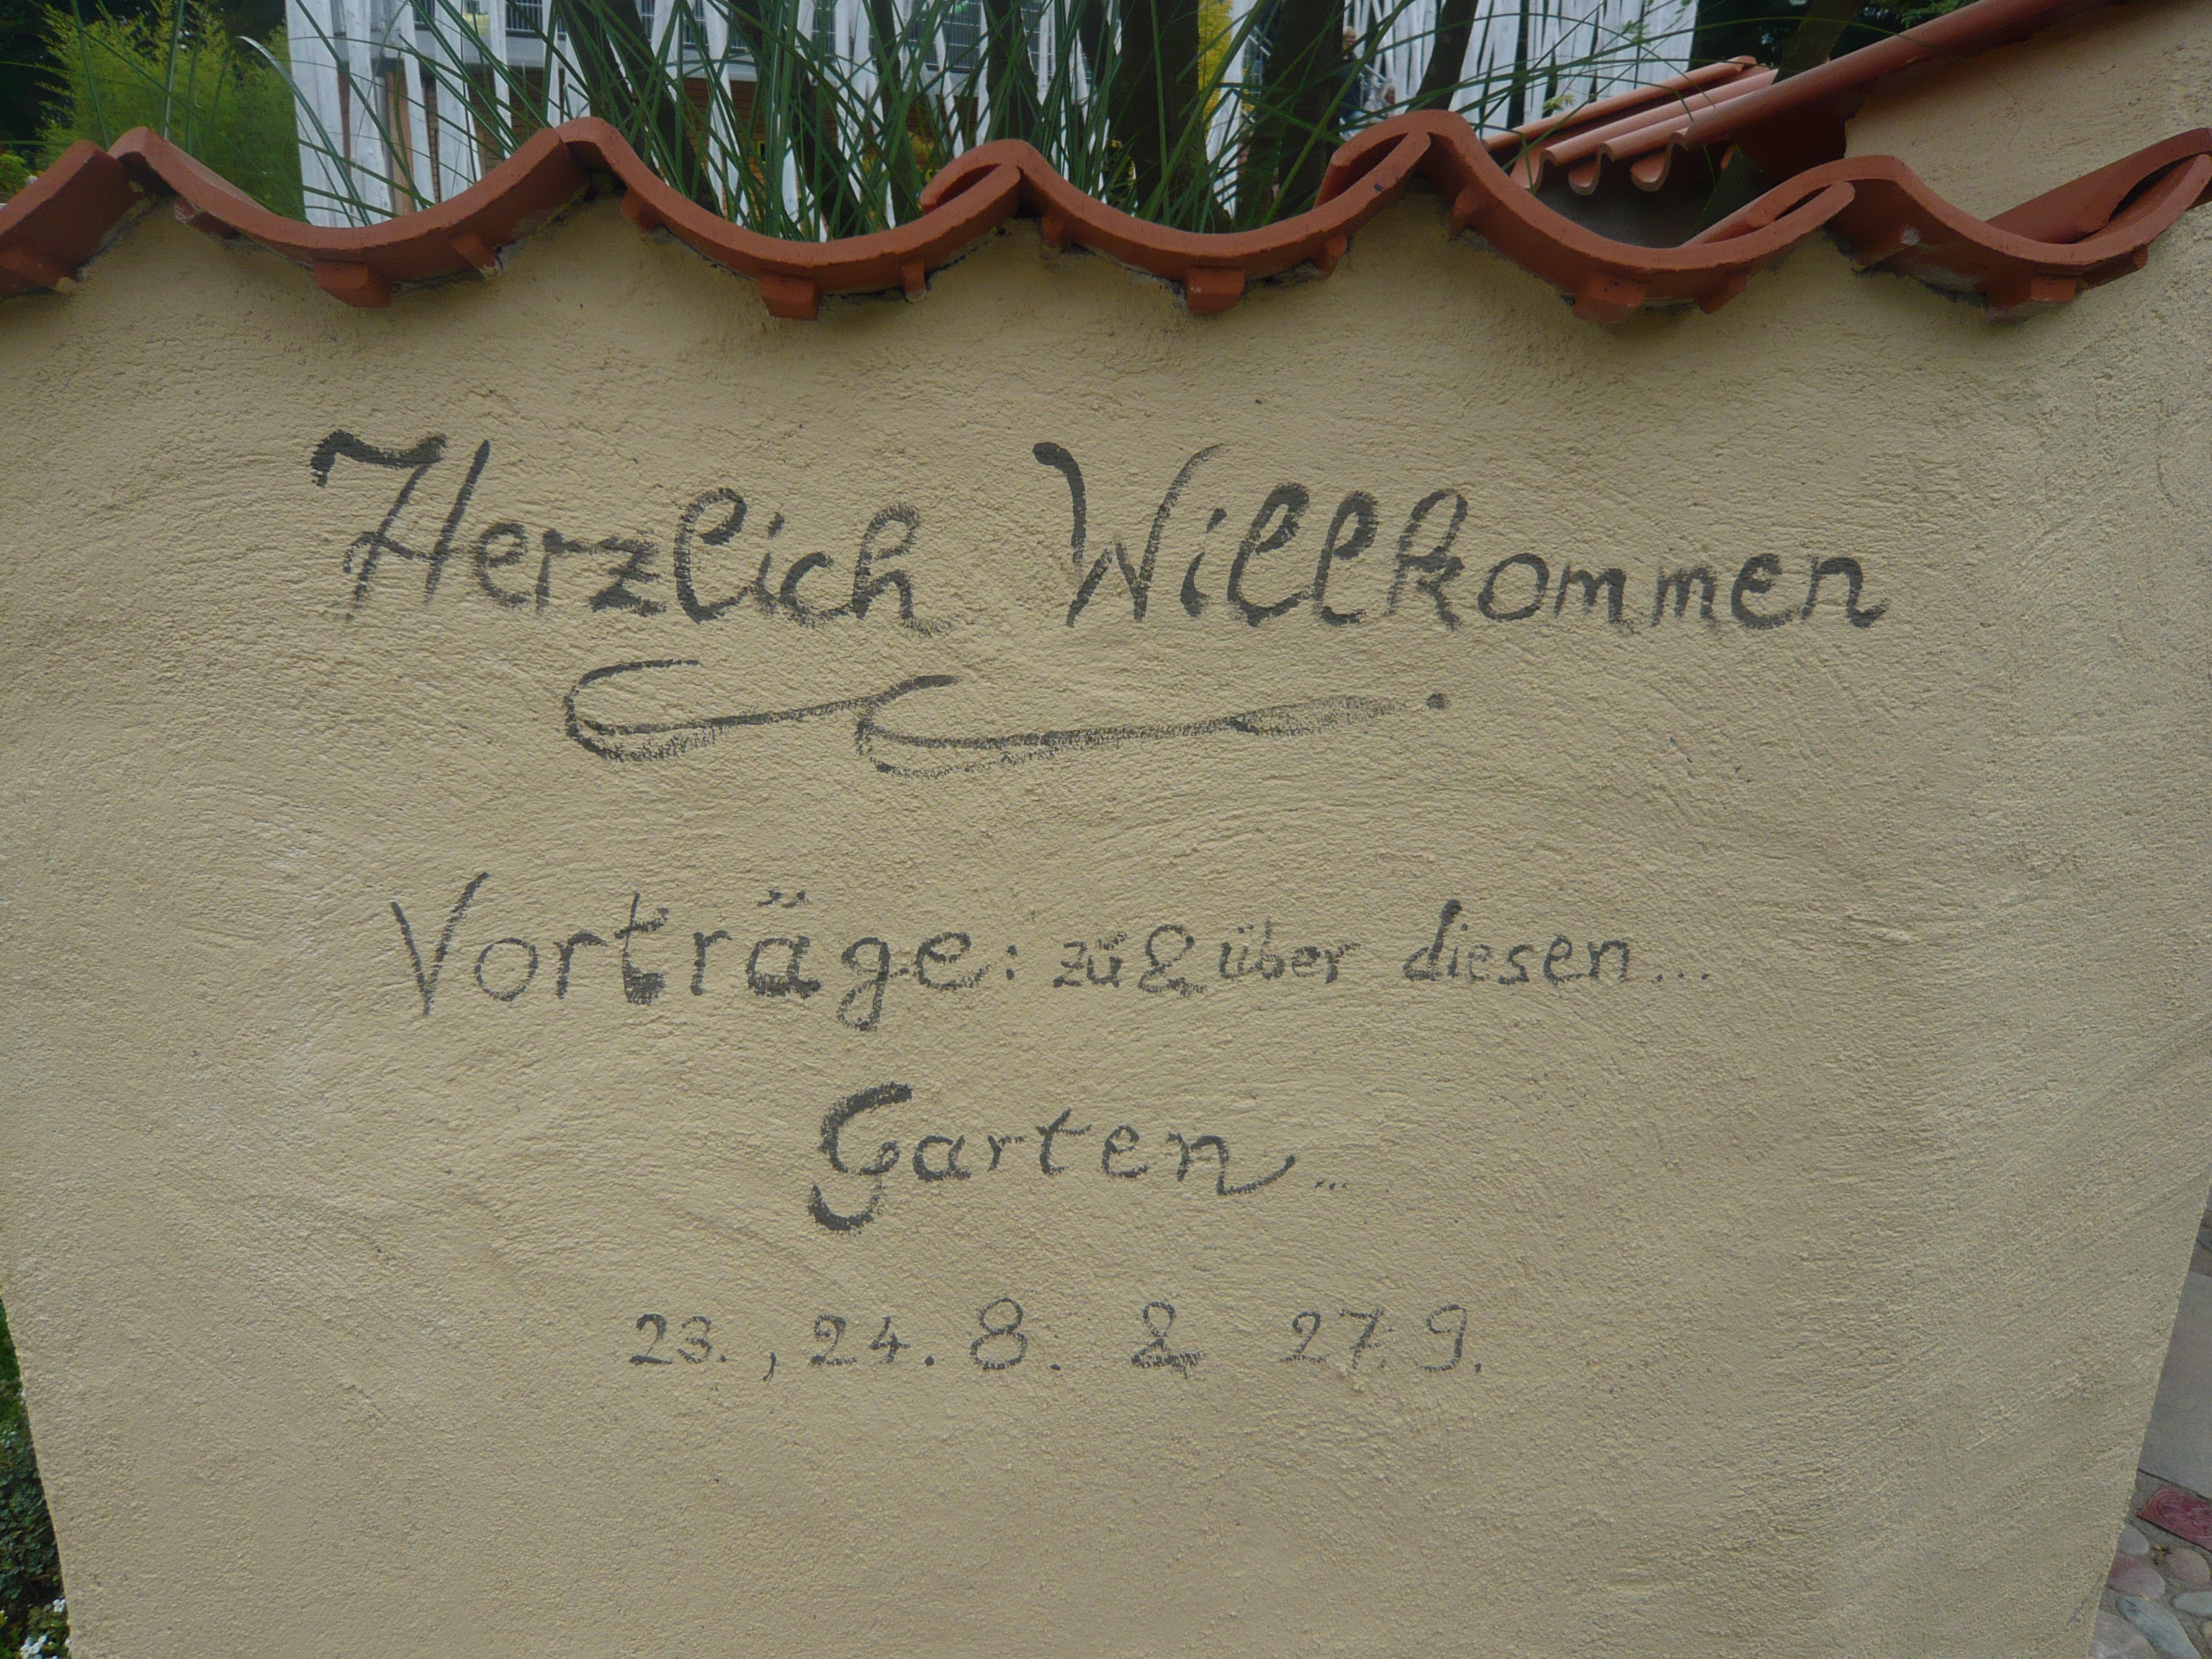 Herzlich Willkommen
Vorträge: zu & über diesen...
Garten...
23., 24. 8. & 27. 9.